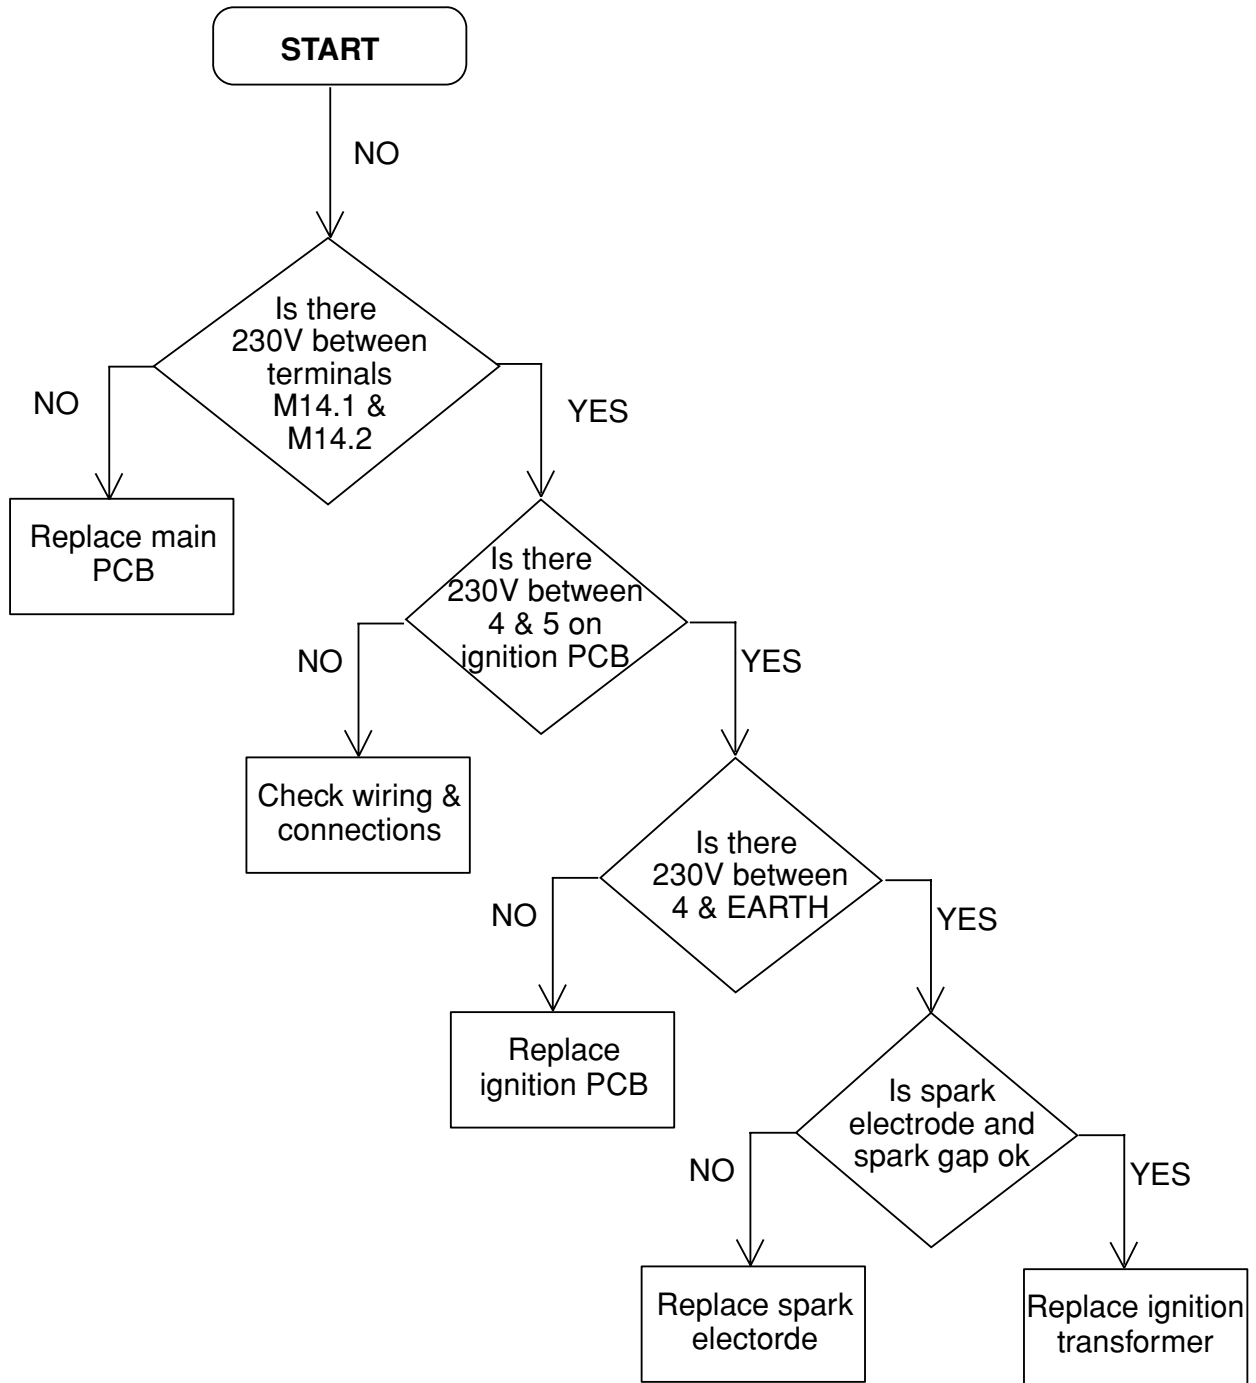 START
NO
Is there
230V between
terminals
M14.1 &
M14.2
NO
YES
Replace main
PCB
Is there
230V between
4 & 5 on
ignition PCB
NO
YES
Check wiring &
connections
Is there
230V between
4 & EARTH
NO
YES
Replace
ignition PCB
Is spark
electrode and
spark gap ok
NO
YES
Replace spark
electorde
Replace ignition
transformer